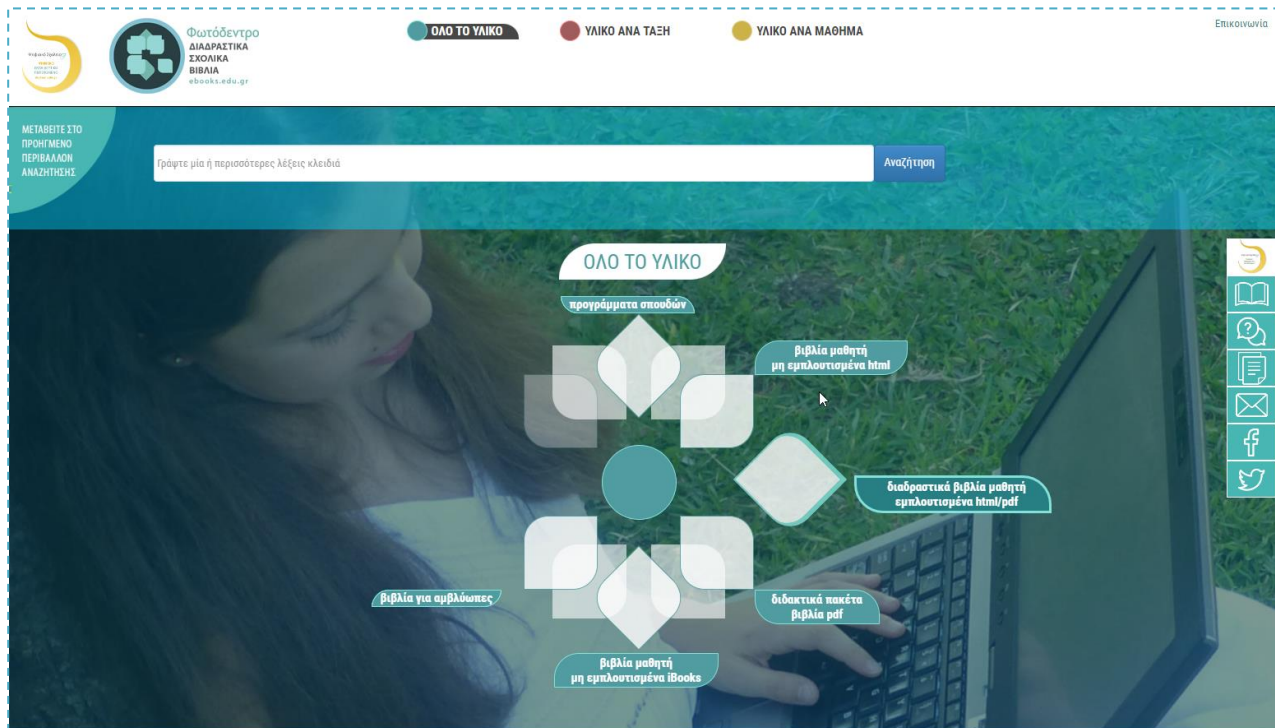 Φωτόδεντρο
ΔΙΑΔΡΑΣΤΙΚΑ
ΣΧΟΛΙΚΑ
ΒΙΒΛΙΑ
ebooks.edu.gr
ΟΛΟ ΤΟ ΥΛΙΚΟ
ΥΛΙΚΟ ΑΝΑ ΤΑΞΗ
ΥΛΙΚΟ ΑΝΑ ΜΑΘΗΜΑ
Επικοινωνία
ΜΕΤΑΒΕΙΤΕ ΣΤΟ
ΠΡΟΗΓΜΕΝΟ
ΠΕΡΙΒΑΛΛΟΝ
ΑΝΑΖΗΤΗΣΗΣ
Γράψτε μία ή περισσότερες λέξεις κλειδιά
Αναζήτηση
ΟΛΟ ΤΟ ΥΛΙΚΟ
προγράμματα σπουδών
βιβλία μαθητή
μη εμπλουτισμένα html
διαδραστικά βιβλία μαθητή
εμπλουτισμένα html/pdf
βιβλία για αμβλύωπες
διδακτικά πακέτα
βιβλία pdf
βιβλία μαθητή
μη εμπλουτισμένα iBooks